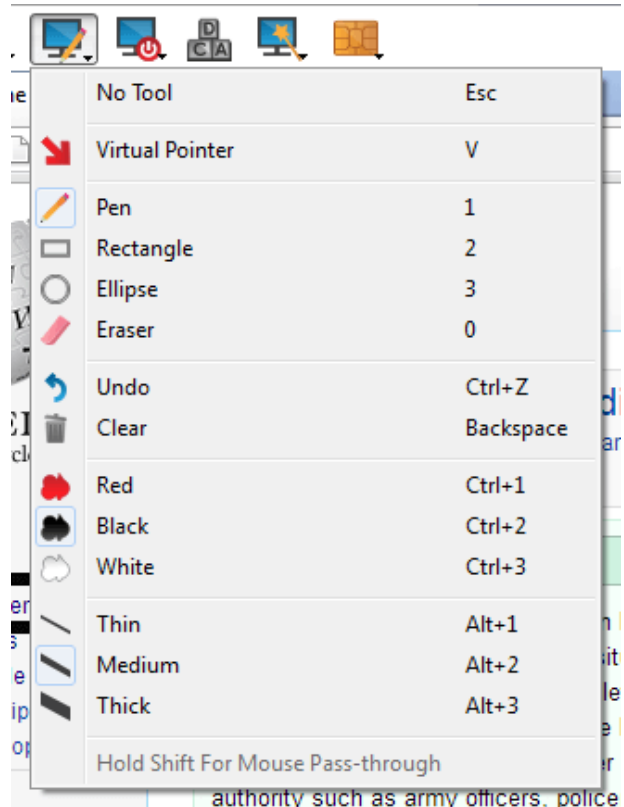 D
C A
No Tool Esc
Virtual Pointer V
Pen 1
Rectangle 2
Ellipse 3
Eraser 0
Undo Ctrl+Z
Clear Backspace
Red Ctrl+1
Black Ctrl+2
White Ctrl+3
Thin Alt+1
Medium Alt+2
Thick Alt+3
Hold Shift For Mouse Pass-through
authority such as army officers, police